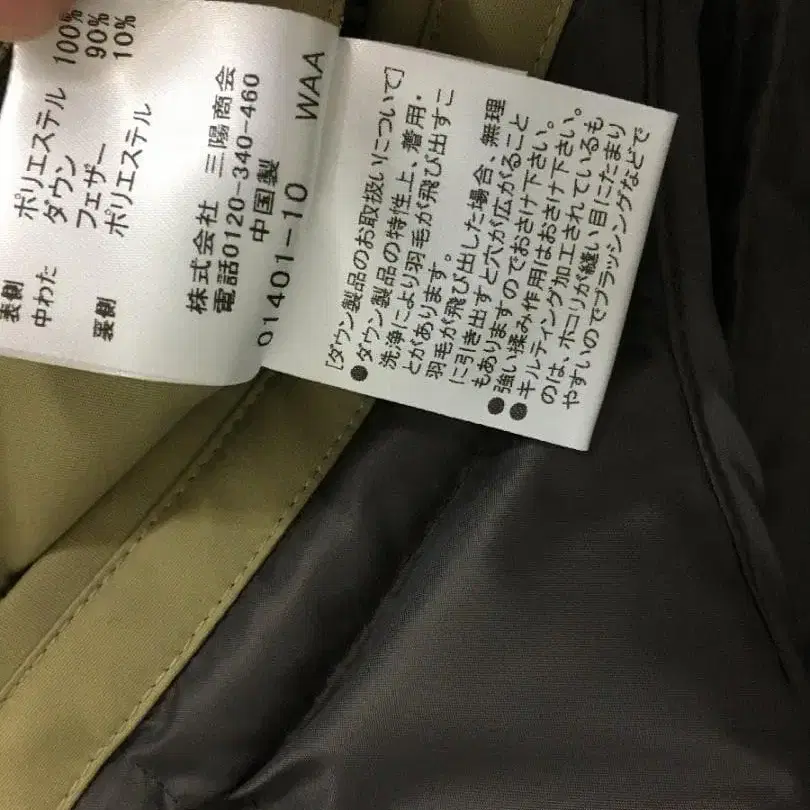 表側 ポリエステル 100%
中わた ダウン 90%
フェザー 10%
裏側 ポリエステル
株式会社 三陽商会
電話0120-340-460
中国製
01401-10 WAA
[ダウン製品のお取扱いについて]
●ダウン製品の特性上、着用・
洗浄により羽毛が飛び出すこ
とがあります。
羽毛が飛び出した場合、無理
に引き出すと穴が広がること
もありますのでおさけ下さい。
●強い揉み作用はおさけ下さい。
●キルティング加工されているも
のは、ホコリが縫い目にたまり
やすいのでブラッシングなどで